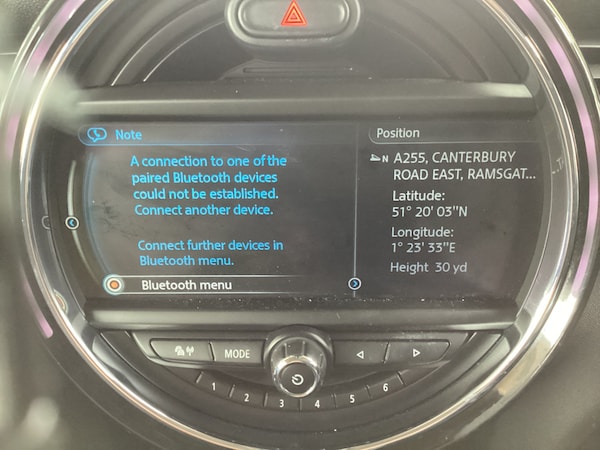 Note
A connection to one of the
paired Bluetooth devices
could not be established.
Connect another device.
Connect further devices in
Bluetooth menu.
Bluetooth menu
Position
N A255, CANTERBURY
ROAD EAST, RAMSGAT...
Latitude:
51° 20' 03"N
Longitude:
1° 23' 33"E
Height 30 yd
MODE
1 2 3 4 5 6